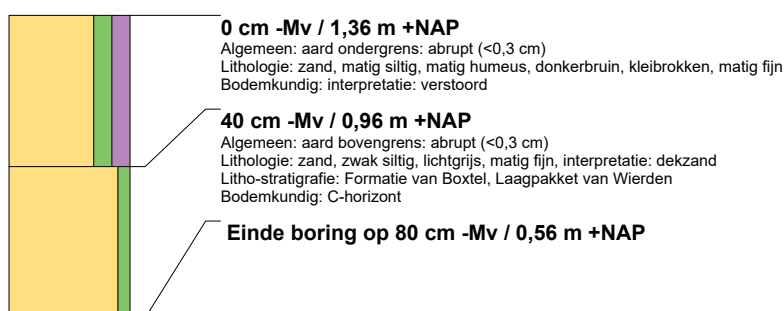 0 cm -Mv / 1,36 m +NAP
Algemeen: aard ondergrens: abrupt (<0,3 cm)
Lithologie: zand, matig siltig, matig humeus, donkerbruin, kleibrokken, matig fijn
Bodemkundig: interpretatie: verstoord
40 cm -Mv / 0,96 m +NAP
Algemeen: aard bovengrens: abrupt (<0,3 cm)
Lithologie: zand, zwak siltig, lichtgrijs, matig fijn, interpretatie: dekzand
Litho-stratigrafie: Formatie van Boxtel, Laagpakket van Wierden
Bodemkundig: C-horizont
Einde boring op 80 cm -Mv / 0,56 m +NAP